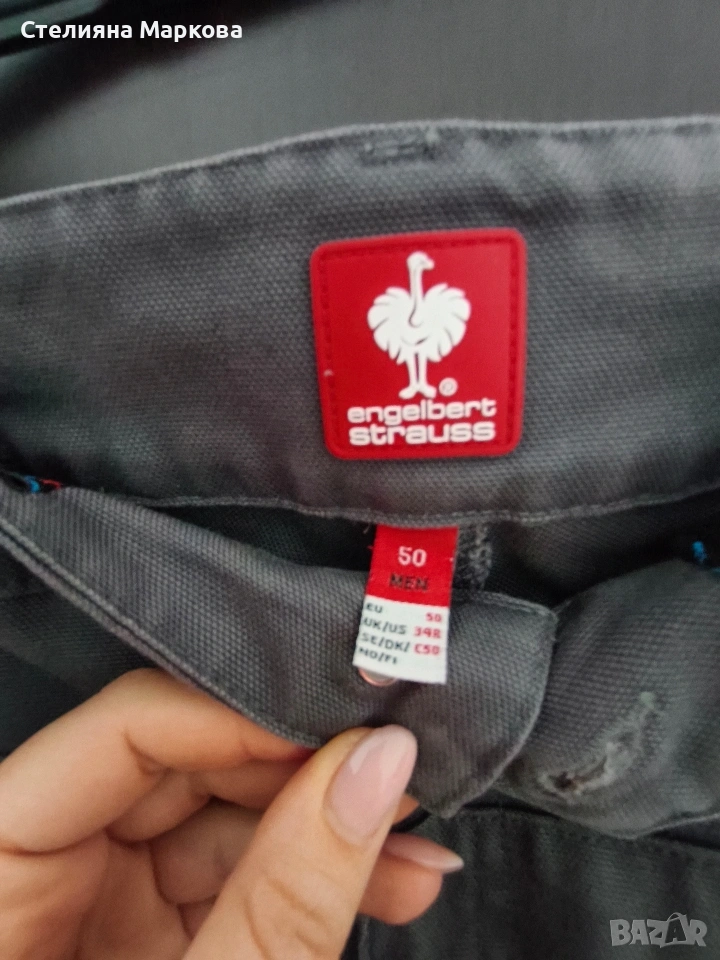 Стелияна Маркова
®
engelbert
strauss
50
MEN
EU 50
UK/US 34R
SE/DK/ C50
NO/FI
BAZAR